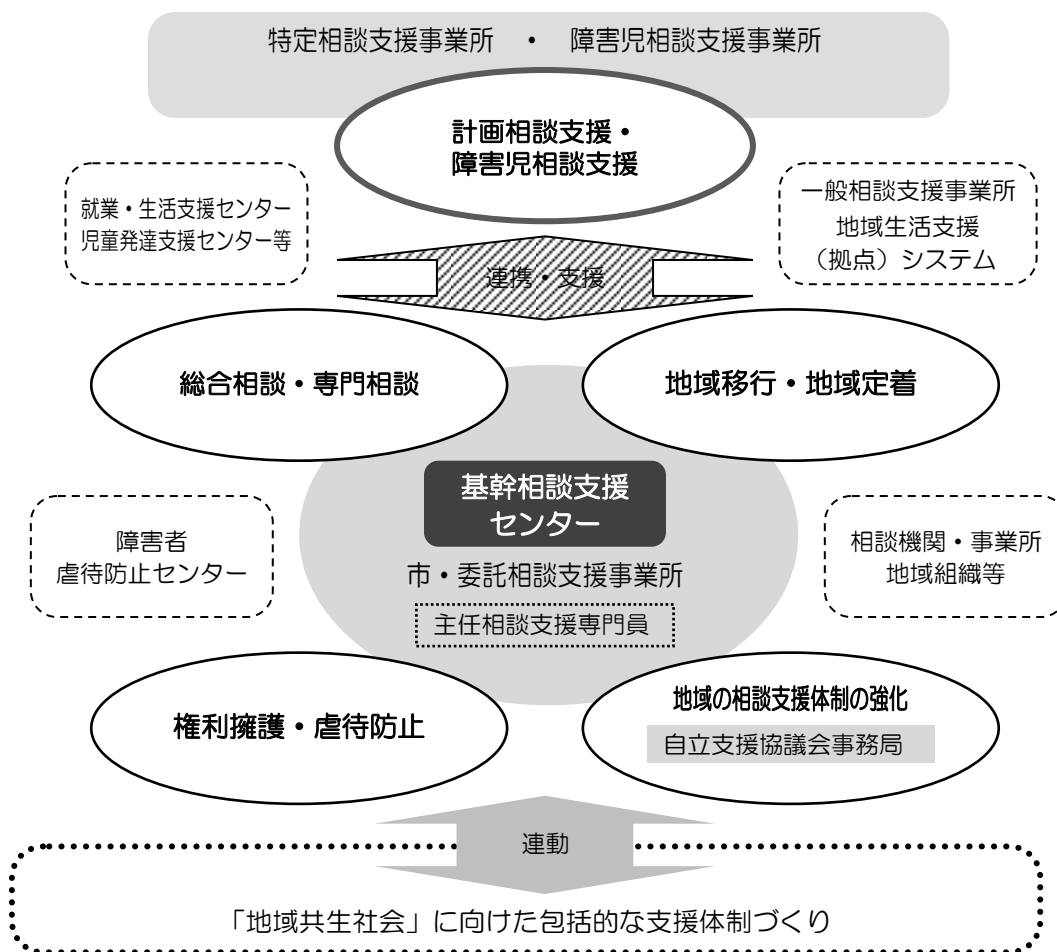 特定相談支援事業所 ・ 障害児相談支援事業所
計画相談支援・
障害児相談支援
就業・生活支援センター
児童発達支援センター等
一般相談支援事業所
地域生活支援
（拠点）システム
連携・支援
総合相談・専門相談
地域移行・地域定着
基幹相談支援
センター
障害者
虐待防止センター
市・委託相談支援事業所
主任相談支援専門員
相談機関・事業所
地域組織等
権利擁護・虐待防止
地域の相談支援体制の強化
自立支援協議会事務局
連動
「地域共生社会」に向けた包括的な支援体制づくり